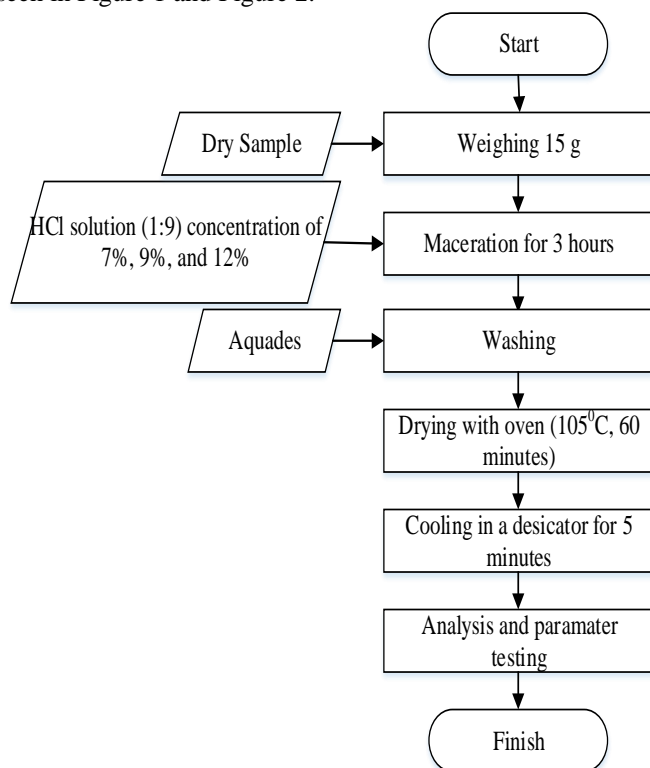 seen in Figure 1 and Figure 2.
Start
Dry Sample
Weighing 15 g
HCl solution (1:9) concentration of
7%, 9%, and 12%
Maceration for 3 hours
Aquades
Washing
Drying with oven (105⁰C, 60
minutes)
Cooling in a desicator for 5
minutes
Analysis and paramater
testing
Finish